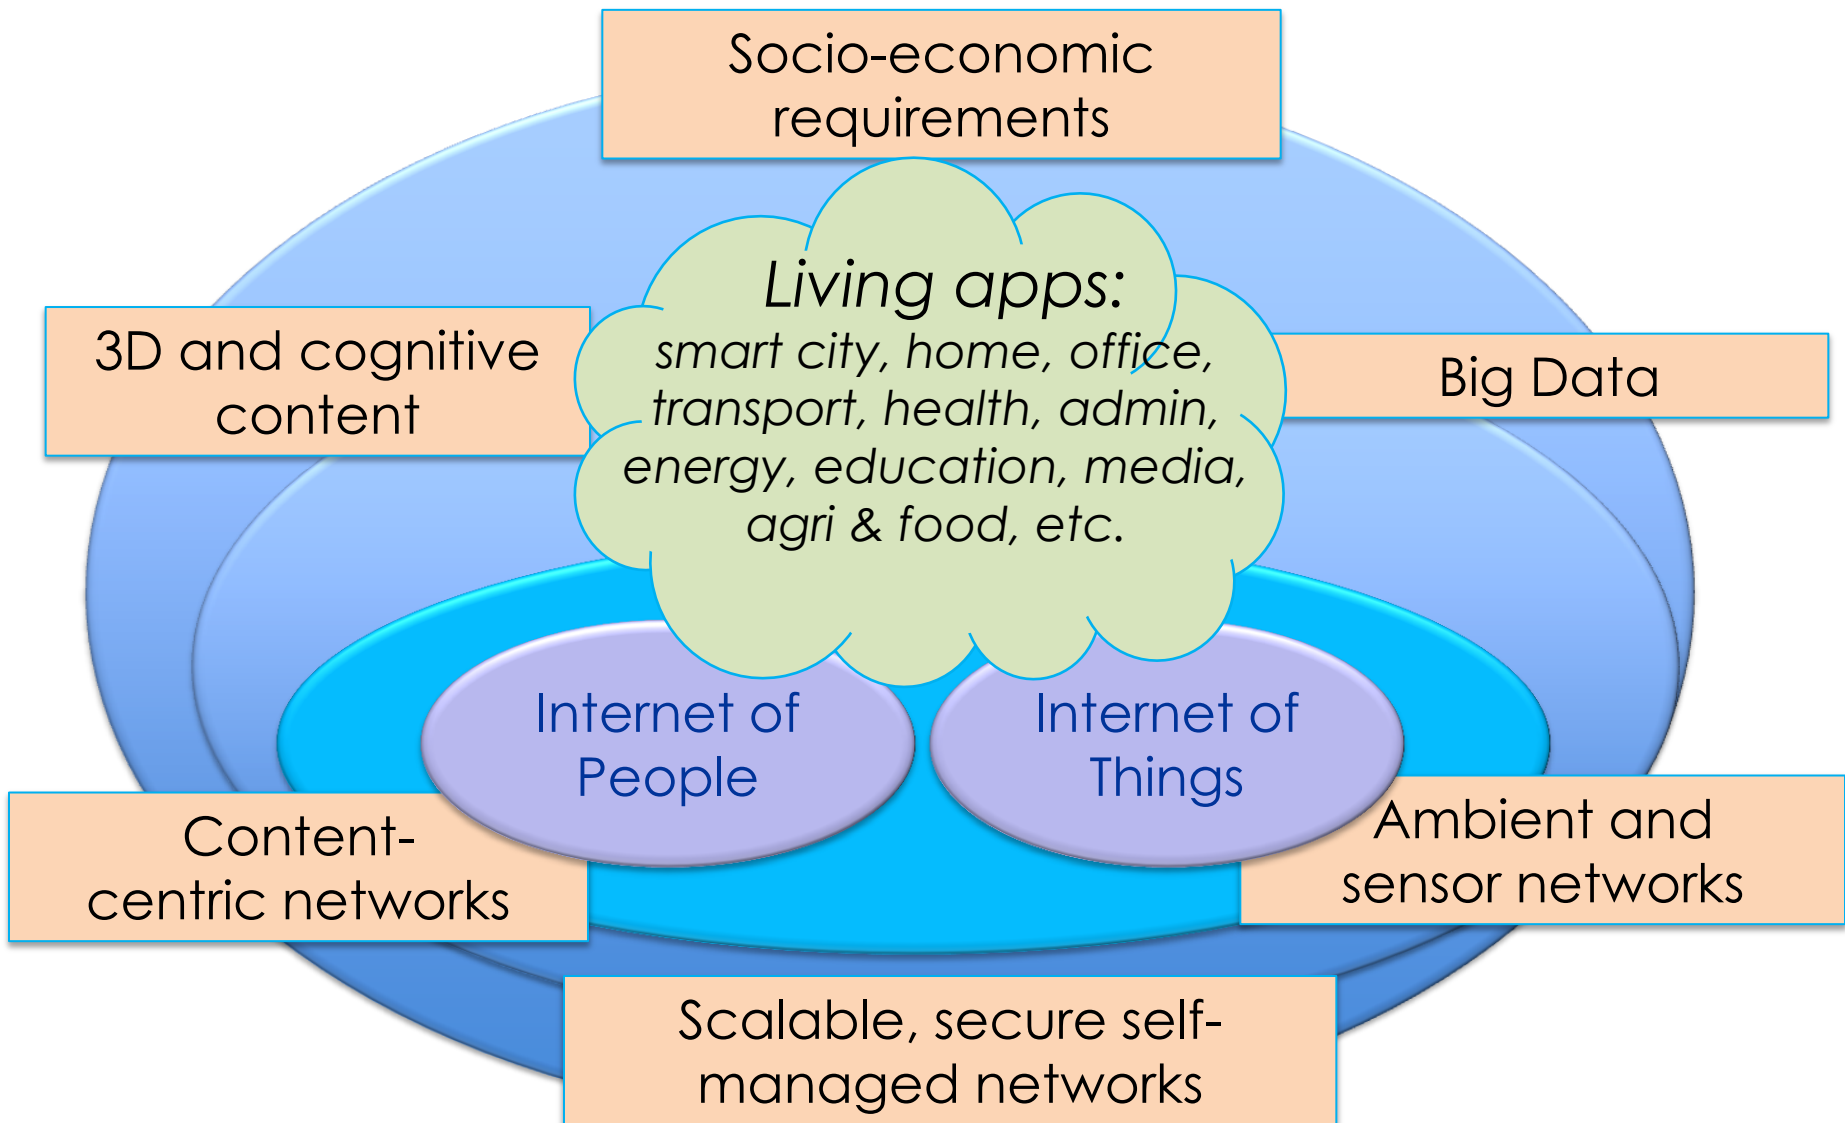 Socio-economic
requirements
Living apps:
smart city, home, office,
transport, health, admin,
energy, education, media,
agri & food, etc.
3D and cognitive
content
Big Data
Internet of
People
Internet of
Things
Content-
centric networks
Ambient and
sensor networks
Scalable, secure self-
managed networks